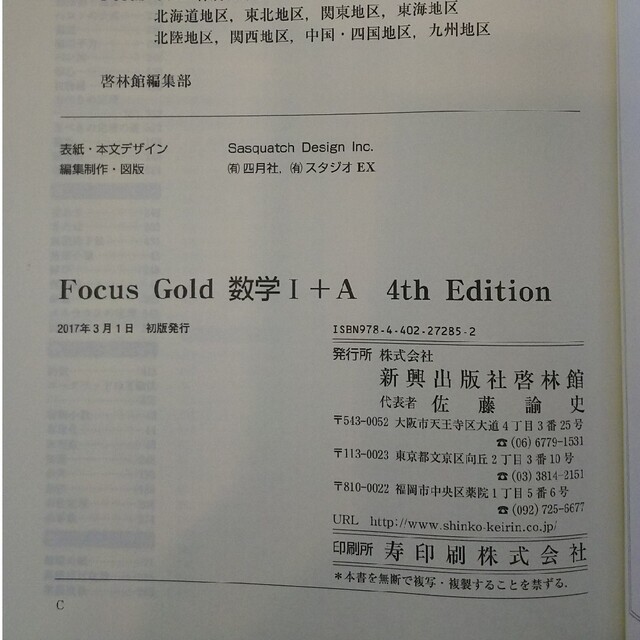 北海道地区，東北地区，関東地区，東海地区
北陸地区，関西地区，中国・四国地区，九州地区
啓林館編集部
表紙・本文デザイン Sasquatch Design Inc.
編集制作・図版 ㈲四月社，㈲スタジオ EX
Focus Gold 数学Ⅰ＋A 4th Edition
2017年3月1日 初版発行
ISBN978-4-402-27285-2
発行所 株式会社
新興出版社啓林館
代表者 佐藤諭史
〒543-0052 大阪市天王寺区大道4丁目3番25号
☎(06)6779-1531
〒113-0023 東京都文京区向丘2丁目3番10号
☎(03)3814-2151
〒810-0022 福岡市中央区薬院1丁目5番6号
☎(092)725-6677
URL http://www.shinko-keirin.co.jp/
印刷所 寿印刷株式会社
＊本書を無断で複写・複製することを禁ずる.
C